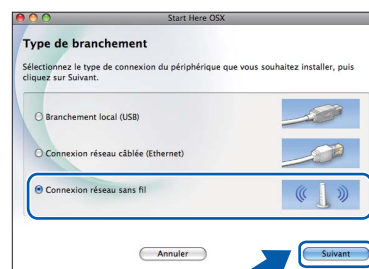 Start Here OSX
Type de branchement
Sélectionnez le type de connexion du périphérique que vous souhaitez installer, puis
cliquez sur Suivant.
Branchement local (USB)
Connexion réseau câblée (Ethernet)
Connexion réseau sans fil
Annuler
Suivant